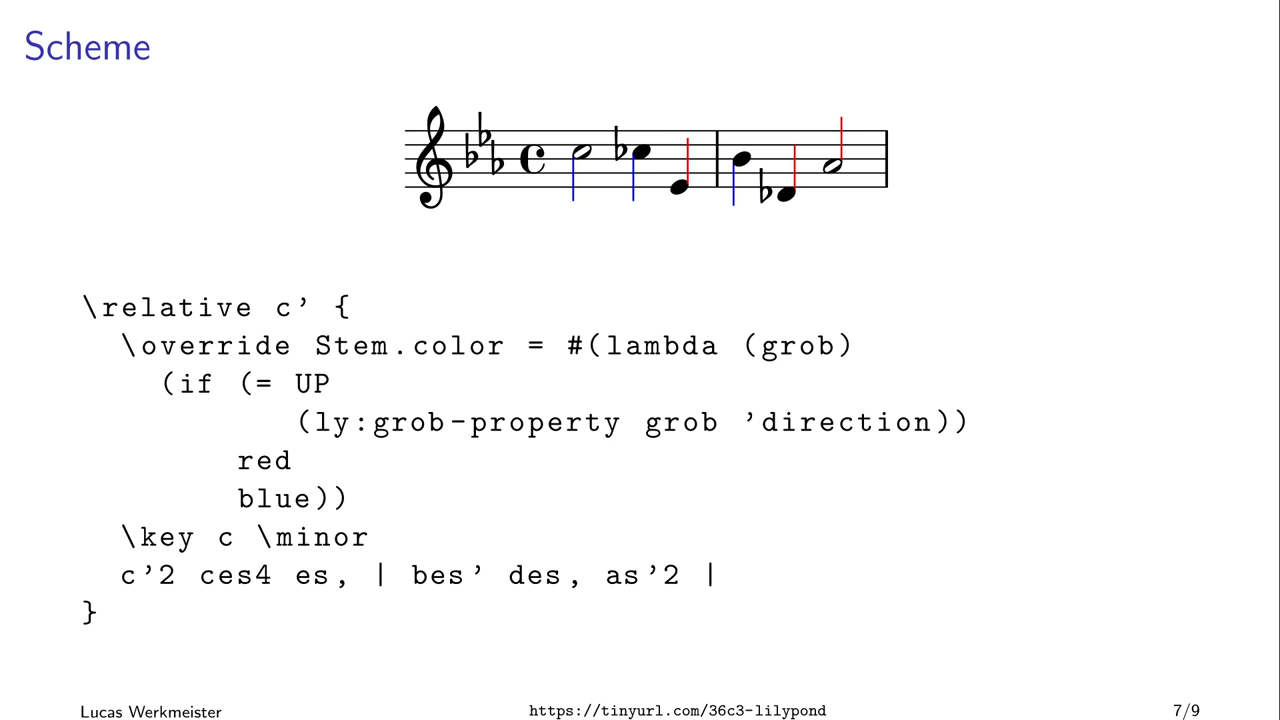 Scheme
\relative c' {
  \override Stem.color = #(lambda (grob)
    (if (= UP
           (ly:grob-property grob 'direction))
        red
        blue))
  \key c \minor
  c'2 ces4 es, | bes' des, as'2 |
}
Lucas Werkmeister
https://tinyurl.com/36c3-lilypond
7/9